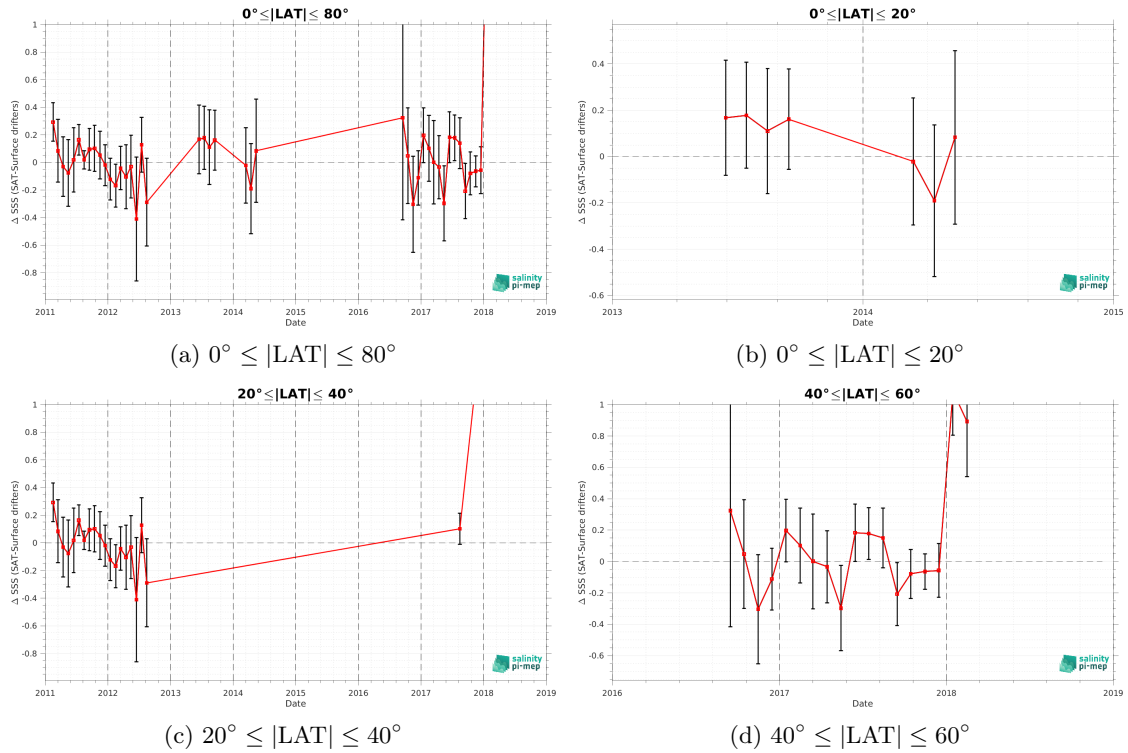 0°≤|LAT|≤ 80°
1
0.8
0.6
0.4
0.2
0
-0.2
-0.4
-0.6
-0.8
Δ SSS (SAT-Surface drifters)
2011 2012 2013 2014 2015 2016 2017 2018 2019
Date
salinity
pi-mep
(a) 0° ≤ |LAT| ≤ 80°
0°≤|LAT|≤ 20°
0.4
0.2
0
-0.2
-0.4
-0.6
Δ SSS (SAT-Surface drifters)
2013 2014 2015
Date
salinity
pi-mep
(b) 0° ≤ |LAT| ≤ 20°
20°≤|LAT|≤ 40°
1
0.8
0.6
0.4
0.2
0
-0.2
-0.4
-0.6
-0.8
Δ SSS (SAT-Surface drifters)
2011 2012 2013 2014 2015 2016 2017 2018 2019
Date
salinity
pi-mep
(c) 20° ≤ |LAT| ≤ 40°
40°≤|LAT|≤ 60°
1
0.8
0.6
0.4
0.2
0
-0.2
-0.4
-0.6
Δ SSS (SAT-Surface drifters)
2016 2017 2018 2019
Date
salinity
pi-mep
(d) 40° ≤ |LAT| ≤ 60°